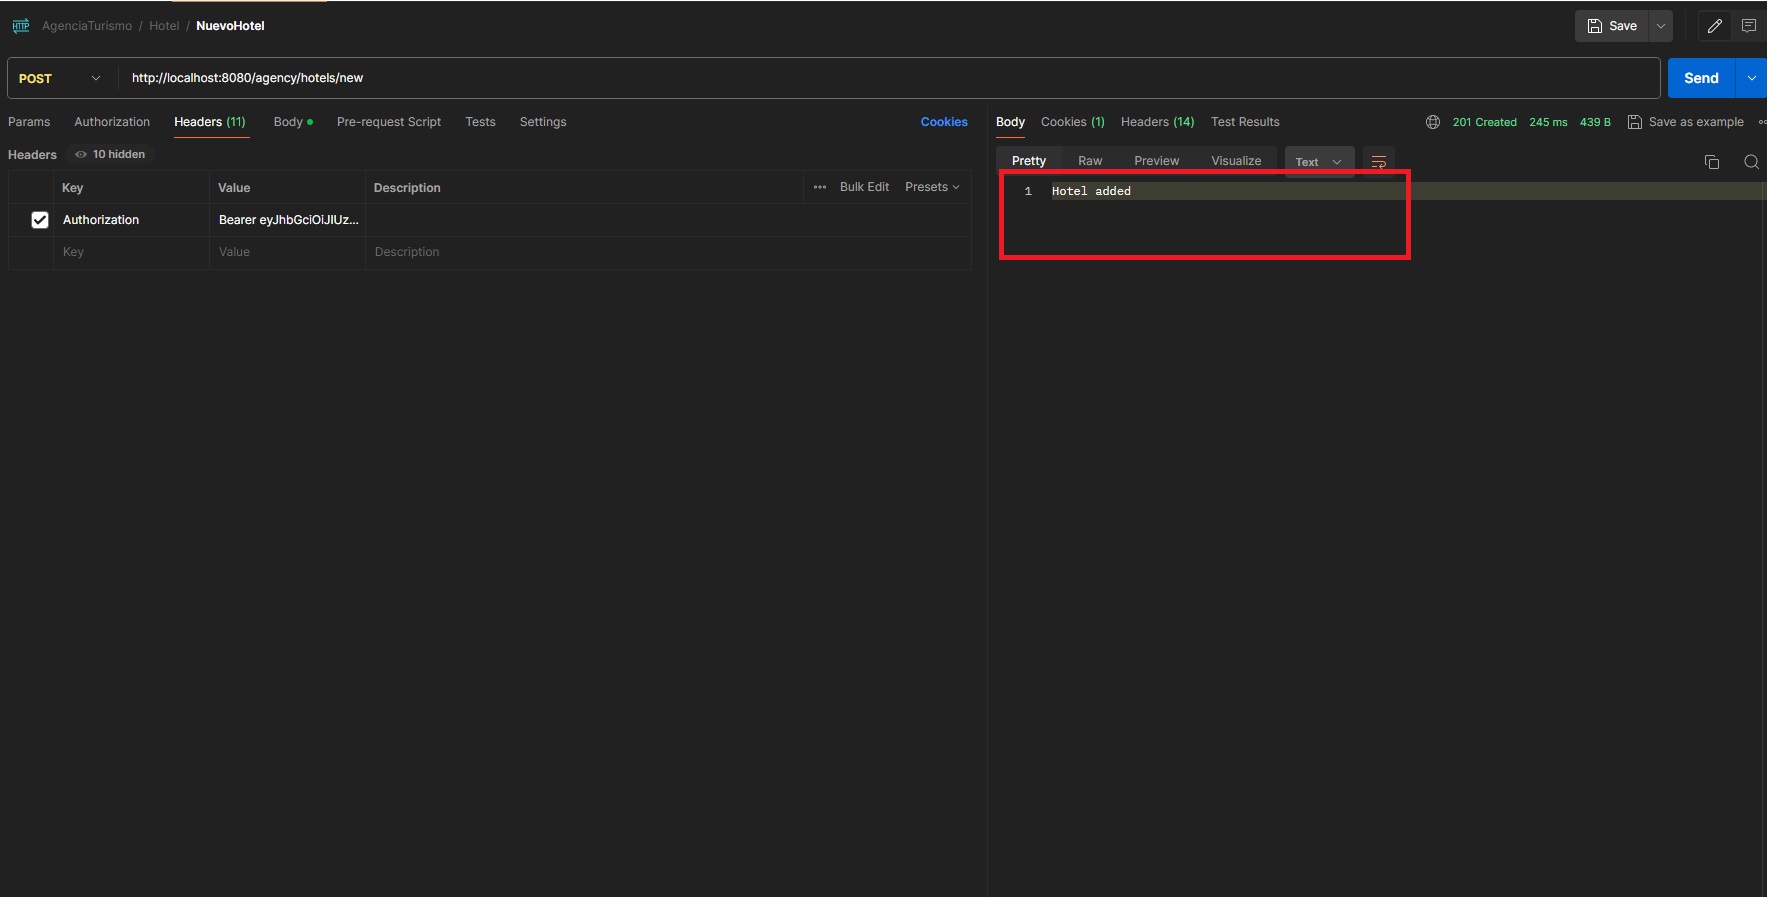 HTTP AgenciaTurismo / Hotel / NuevoHotel
Save
POST http://localhost:8080/agency/hotels/new
Send
Params Authorization Headers (11) Body Pre-request Script Tests Settings Cookies
Headers 10 hidden
Key Value Description ••• Bulk Edit Presets
Authorization Bearer eyJhbGciOiJIUz...
Key Value Description
Body Cookies (1) Headers (14) Test Results 201 Created 245 ms 439 B Save as example
Pretty Raw Preview Visualize Text
1 Hotel added